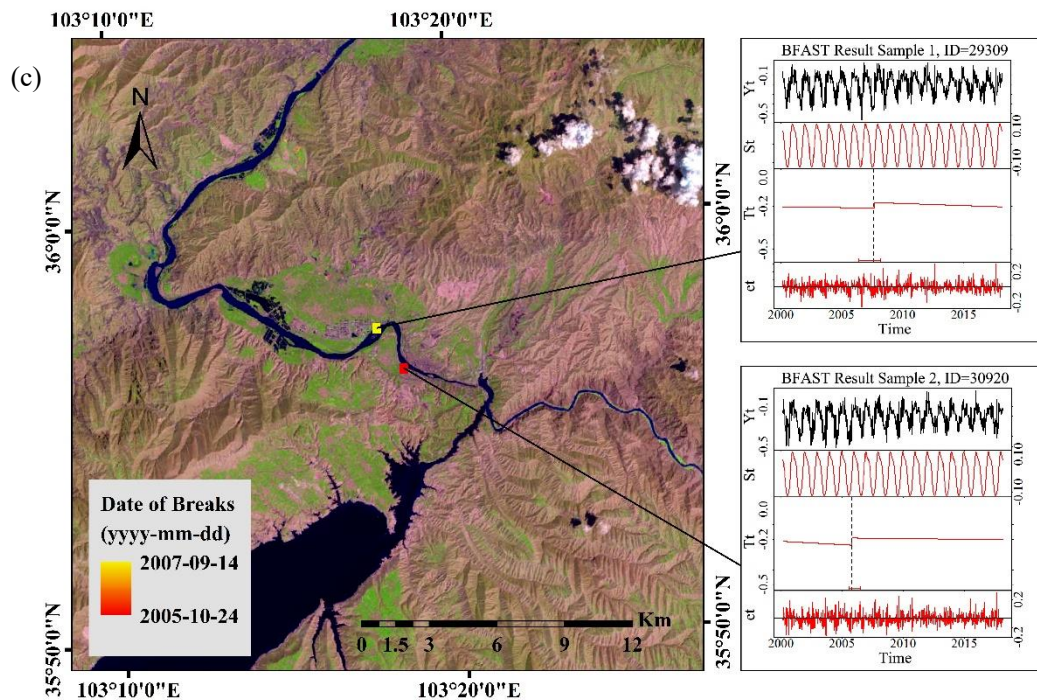 (c)
103°10'0"E
103°20'0"E
N
36°0'0"N
36°0'0"N
35°50'0"N
35°50'0"N
103°10'0"E
103°20'0"E
Date of Breaks
(yyyy-mm-dd)
2007-09-14
2005-10-24
Km
0 1.5 3 6 9 12
BFAST Result Sample 1, ID=29309
Yt
-0.1
-0.5
St
0.10
-0.10
Tt
0.0
-0.2
-0.5
et
0.2
-0.2
2000 2005 2010 2015
Time
BFAST Result Sample 2, ID=30920
Yt
-0.1
-0.5
St
0.10
-0.10
Tt
0.0
-0.2
-0.5
et
0.2
-0.2
2000 2005 2010 2015
Time